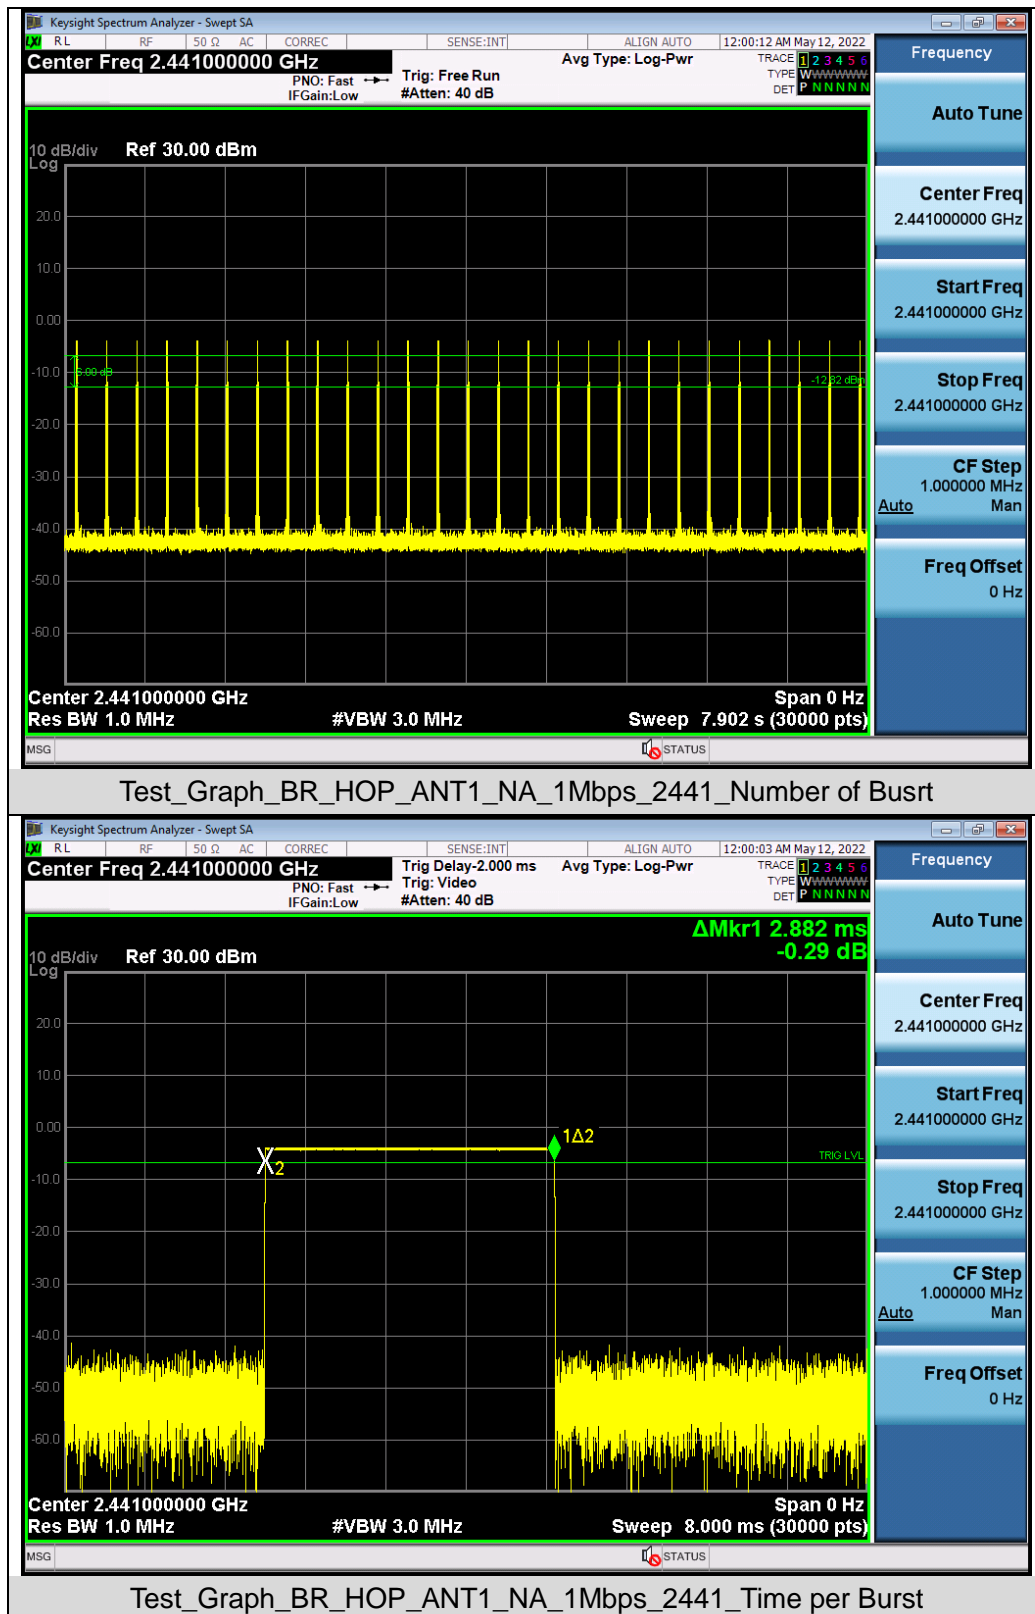 Keysight Spectrum Analyzer - Swept SA
LXI RL RF 50 Ω AC CORREC SENSE:INT ALIGN AUTO 12:00:12 AM May 12, 2022
Center Freq 2.441000000 GHz Avg Type: Log-Pwr TRACE 1 2 3 4 5 6
PNO: Fast Trig: Free Run TYPE W W W W W W
IFGain:Low #Atten: 40 dB DET P N N N N N
Frequency
Auto Tune
Center Freq
2.441000000 GHz
Start Freq
2.441000000 GHz
Stop Freq
2.441000000 GHz
CF Step
1.000000 MHz
Auto Man
Freq Offset
0 Hz
10 dB/div Ref 30.00 dBm
Log
20.0
10.0
0.00
-10.0
6.00 dB
-12.82 dBm
-20.0
-30.0
-40.0
-50.0
-60.0
Center 2.441000000 GHz Span 0 Hz
Res BW 1.0 MHz #VBW 3.0 MHz Sweep 7.902 s (30000 pts)
MSG STATUS
Test_Graph_BR_HOP_ANT1_NA_1Mbps_2441_Number of Busrt
Keysight Spectrum Analyzer - Swept SA
LXI RL RF 50 Ω AC CORREC SENSE:INT ALIGN AUTO 12:00:03 AM May 12, 2022
Center Freq 2.441000000 GHz Trig Delay-2.000 ms Avg Type: Log-Pwr TRACE 1 2 3 4 5 6
PNO: Fast Trig: Video TYPE W W W W W W
IFGain:Low #Atten: 40 dB DET P N N N N N
Frequency
Auto Tune
Center Freq
2.441000000 GHz
Start Freq
2.441000000 GHz
Stop Freq
2.441000000 GHz
CF Step
1.000000 MHz
Auto Man
Freq Offset
0 Hz
ΔMkr1 2.882 ms
-0.29 dB
10 dB/div Ref 30.00 dBm
Log
20.0
10.0
0.00
1Δ2
2
TRIG LVL
-10.0
-20.0
-30.0
-40.0
-50.0
-60.0
Center 2.441000000 GHz Span 0 Hz
Res BW 1.0 MHz #VBW 3.0 MHz Sweep 8.000 ms (30000 pts)
MSG STATUS
Test_Graph_BR_HOP_ANT1_NA_1Mbps_2441_Time per Burst